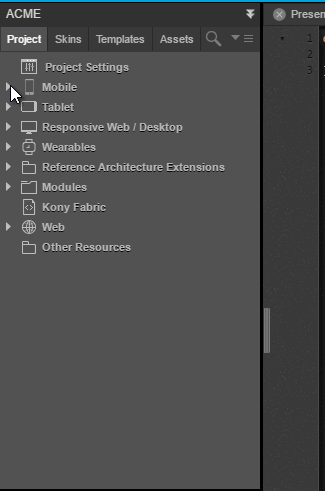 ACME
Project Skins Templates Assets
Project Settings
Mobile
Tablet
Responsive Web / Desktop
Wearables
Reference Architecture Extensions
Modules
Kony Fabric
Web
Other Resources
Presen
1
2
3